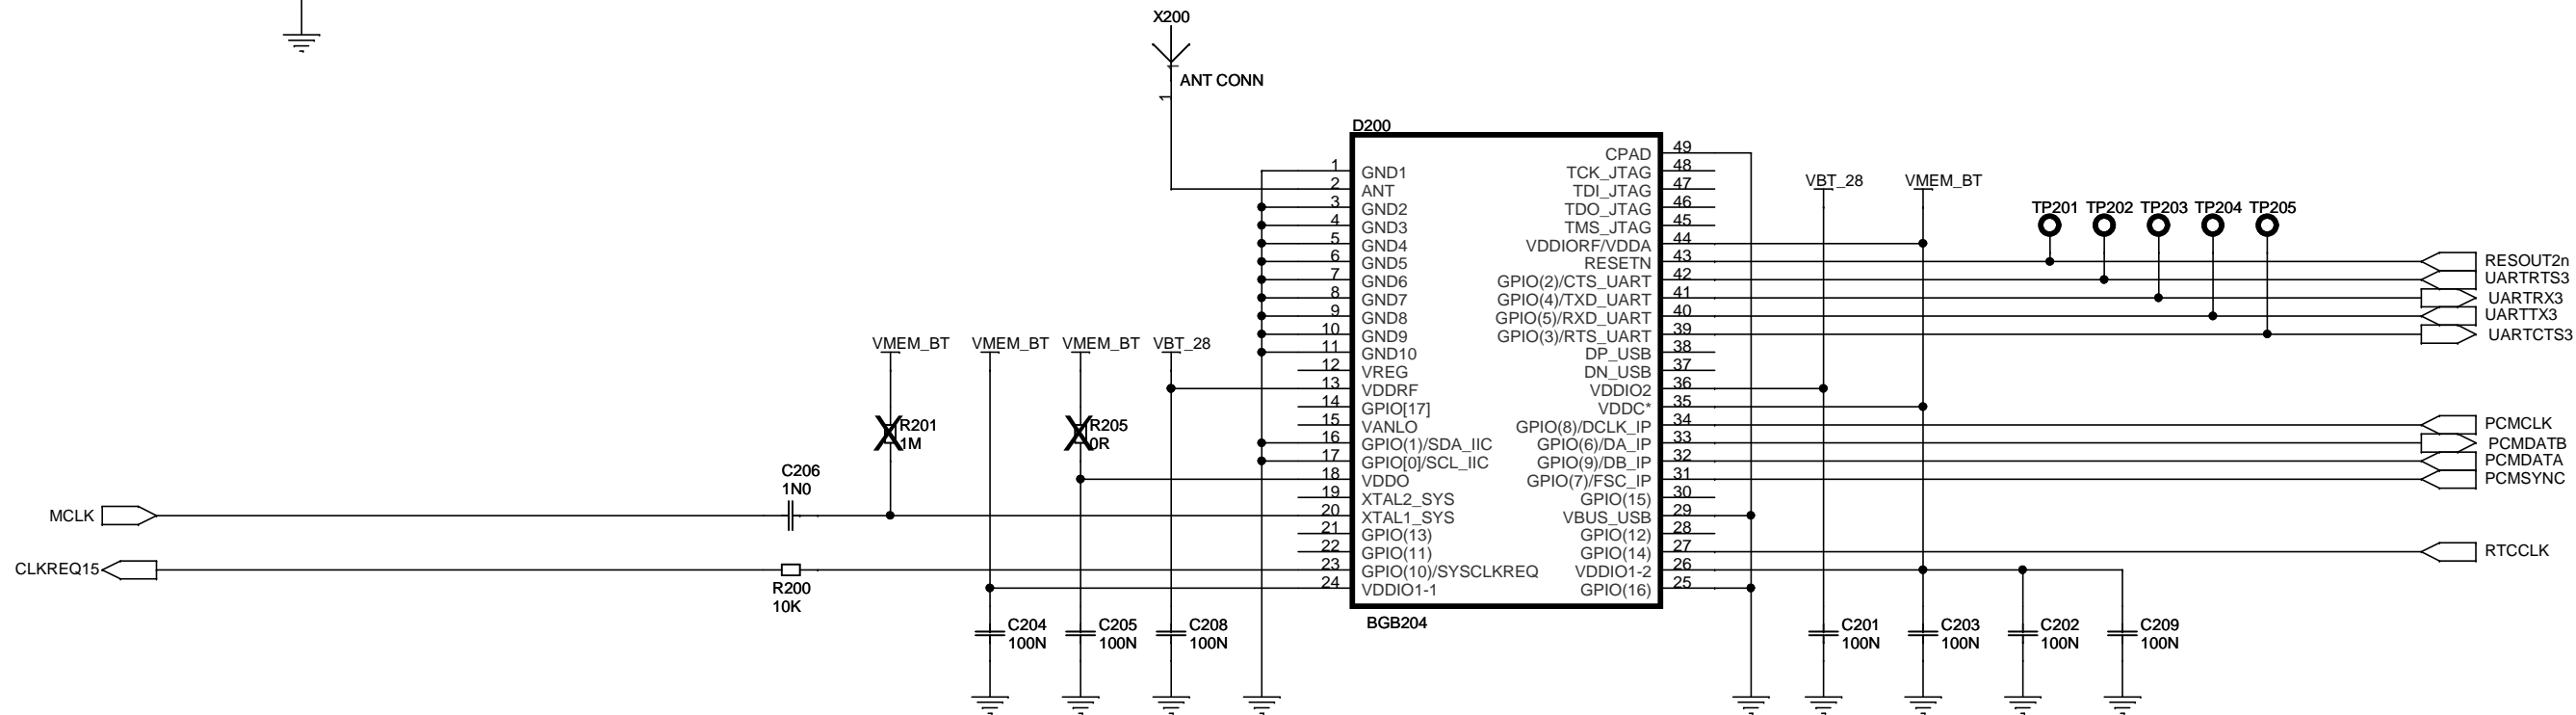 X200
ANT CONN
1
D200
1 GND1
2 ANT
3 GND2
4 GND3
5 GND4
6 GND5
7 GND6
8 GND7
9 GND8
10 GND9
11 GND10
12 VREG
13 VDDRF
14 GPIO[17]
15 VANLO
16 GPIO(1)/SDA_IIC
17 GPIO[0]/SCL_IIC
18 VDDO
19 XTAL2_SYS
20 XTAL1_SYS
21 GPIO(13)
22 GPIO(11)
23 GPIO(10)/SYSCLKREQ
24 VDDIO1-1
CPAD 49
TCK_JTAG 48
TDI_JTAG 47
TDO_JTAG 46
TMS_JTAG 45
VDDIORF/VDDA 44
RESETN 43
GPIO(2)/CTS_UART 42
GPIO(4)/TXD_UART 41
GPIO(5)/RXD_UART 40
GPIO(3)/RTS_UART 39
DP_USB 38
DN_USB 37
VDDIO2 36
VDDC* 35
GPIO(8)/DCLK_IP 34
GPIO(6)/DA_IP 33
GPIO(9)/DB_IP 32
GPIO(7)/FSC_IP 31
GPIO(15) 30
VBUS_USB 29
GPIO(12) 28
GPIO(14) 27
VDDIO1-2 26
GPIO(16) 25
BGB204
VBT_28
VMEM_BT
TP201
TP202
TP203
TP204
TP205
RESOUT2n
UARTRTS3
UARTRX3
UARTTX3
UARTCTS3
PCMCLK
PCMDATB
PCMDATA
PCMSYNC
RTCCLK
VMEM_BT
VMEM_BT
VMEM_BT
VBT_28
R201
1M
R205
0R
C206
1N0
MCLK
CLKREQ15
R200
10K
C204
100N
C205
100N
C208
100N
C201
100N
C203
100N
C202
100N
C209
100N